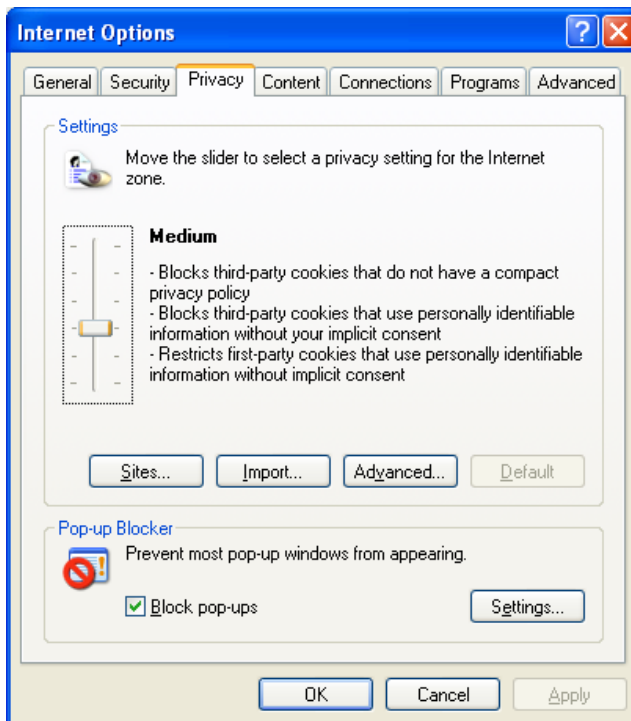 Internet Options
General Security Privacy Content Connections Programs Advanced
Settings
Move the slider to select a privacy setting for the Internet
zone.
Medium
- Blocks third-party cookies that do not have a compact
privacy policy
- Blocks third-party cookies that use personally identifiable
information without your implicit consent
- Restricts first-party cookies that use personally identifiable
information without implicit consent
Sites... Import... Advanced... Default
Pop-up Blocker
Prevent most pop-up windows from appearing.
Block pop-ups Settings...
OK Cancel Apply